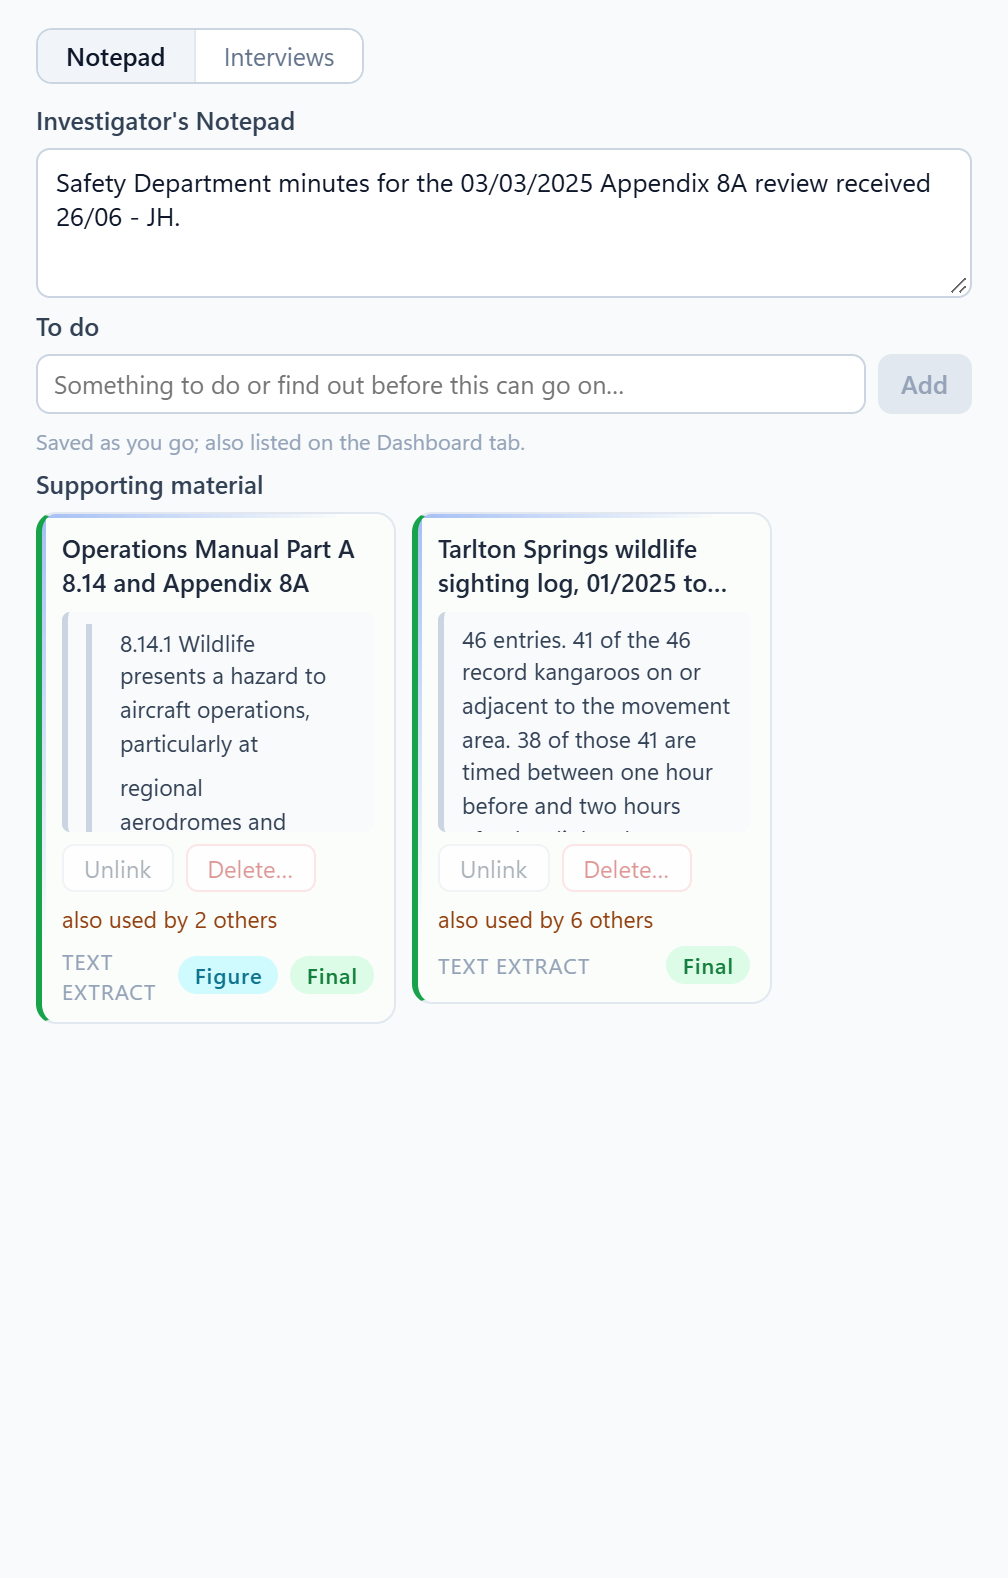 Notepad
Interviews
Investigator's Notepad
Safety Department minutes for the 03/03/2025 Appendix 8A review received
26/06 - JH.
To do
Something to do or find out before this can go on...
Add
Saved as you go; also listed on the Dashboard tab.
Supporting material
Operations Manual Part A
8.14 and Appendix 8A
8.14.1 Wildlife
presents a hazard to
aircraft operations,
particularly at
regional
aerodromes and
Unlink
Delete...
also used by 2 others
TEXT
EXTRACT
Figure
Final
Tarlton Springs wildlife
sighting log, 01/2025 to...
46 entries. 41 of the 46
record kangaroos on or
adjacent to the movement
area. 38 of those 41 are
timed between one hour
before and two hours
Unlink
Delete...
also used by 6 others
TEXT EXTRACT
Final